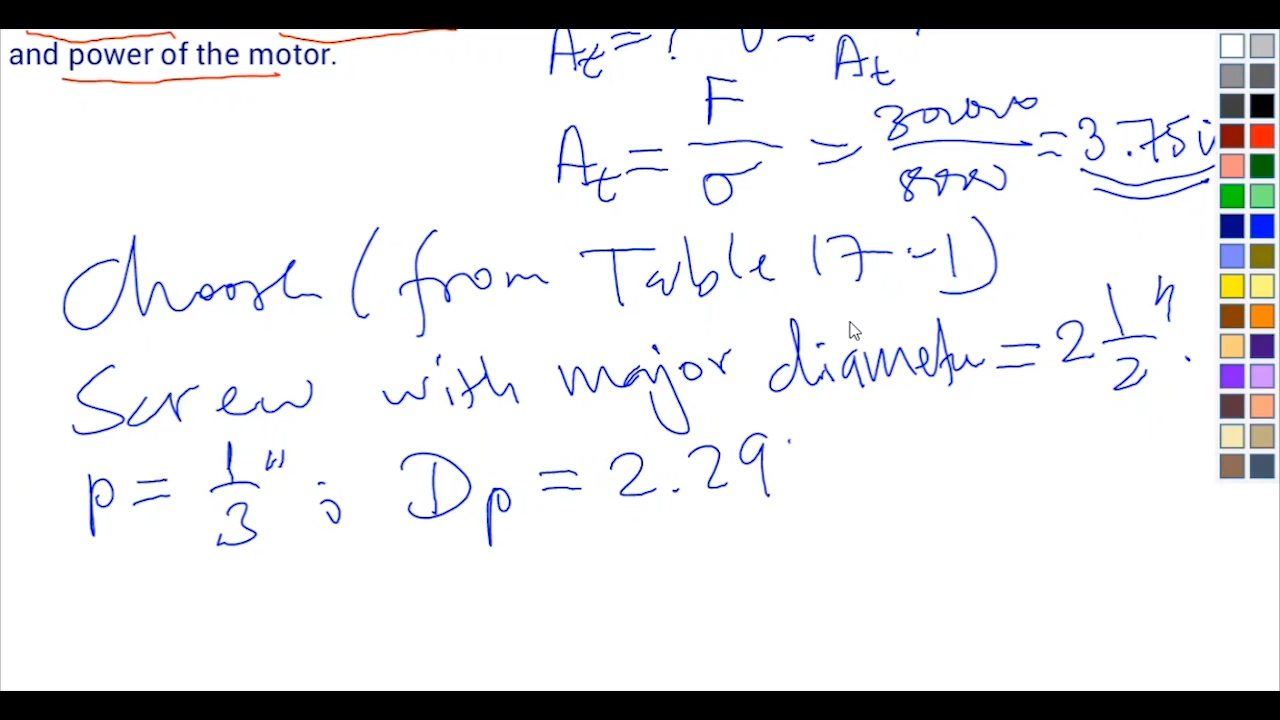 and power of the motor.
At = ?
At
At = F / σ = 30000 / 8000 = 3.75 i
Choose (from Table 17-1)
Screw with major diameter = 2 1/2".
p = 1/3" ; Dp = 2.29